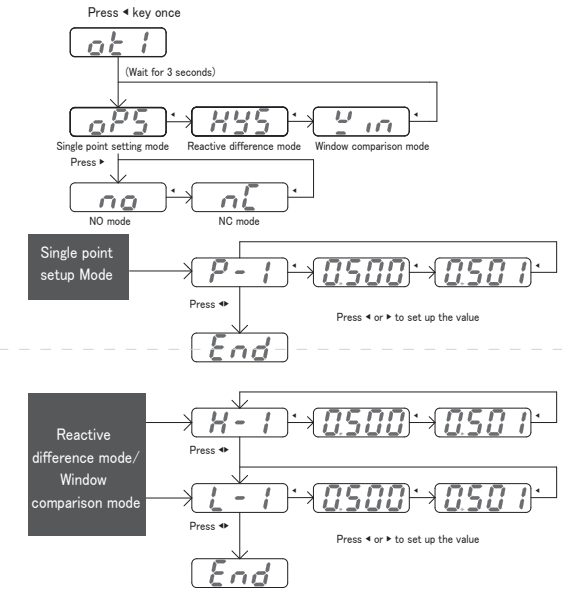 Press ◂ key once
ot1
(Wait for 3 seconds)
oPS HYS Win
Single point setting mode Reactive difference mode Window comparison mode
Press ▸
no nC
NO mode NC mode
Single point
setup Mode
P-1 0.500 0.501
Press ◂▸
Press ◂ or ▸ to set up the value
End
Reactive
difference mode/
Window
comparison mode
H-1 0.500 0.501
Press ◂▸
L-1 0.500 0.501
Press ◂▸
Press ◂ or ▸ to set up the value
End